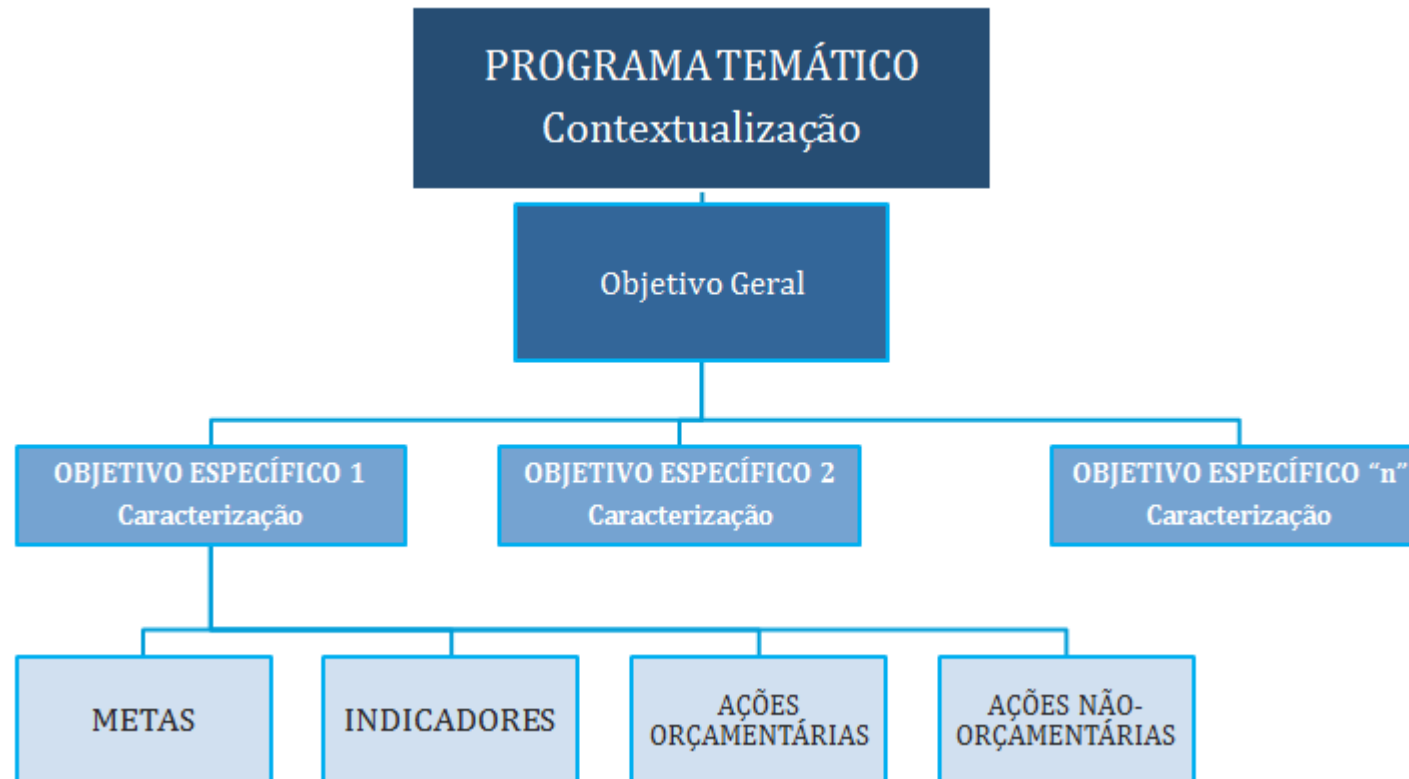 PROGRAMA TEMÁTICO
Contextualização
Objetivo Geral
OBJETIVO ESPECÍFICO 1
Caracterização
OBJETIVO ESPECÍFICO 2
Caracterização
OBJETIVO ESPECÍFICO “n”
Caracterização
METAS
INDICADORES
AÇÕES
ORÇAMENTÁRIAS
AÇÕES NÃO-
ORÇAMENTÁRIAS